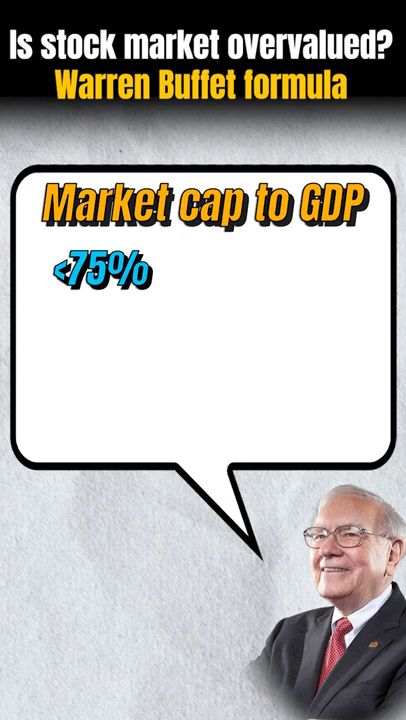 Is stock market overvalued?
Warren Buffet formula
Market cap to GDP
<75%